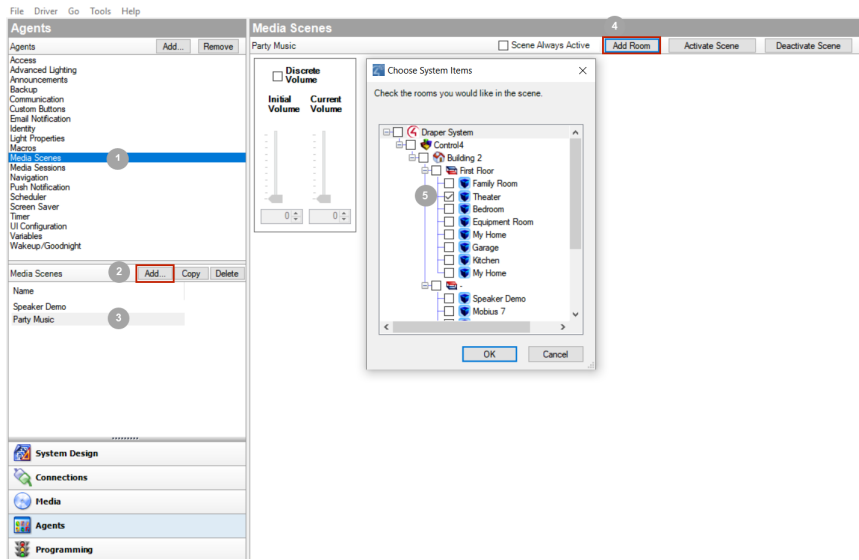 File Driver Go Tools Help
Agents
Agents Add... Remove
Access
Advanced Lighting
Announcements
Backup
Communication
Custom Buttons
Email Notification
Identity
Light Properties
Macros
Media Scenes 1
Media Sessions
Navigation
Push Notification
Scheduler
Screen Saver
Timer
UI Configuration
Variables
Wakeup/Goodnight
Media Scenes 2 Add... Copy Delete
Name
Speaker Demo
Party Music 3
System Design
Connections
Media
Agents
Programming
Media Scenes 4
Party Music Scene Always Active Add Room Activate Scene Deactivate Scene
Discrete
Volume
Initial Current
Volume Volume
0 0
Choose System Items
Check the rooms you would like in the scene.
Draper System
Control4
Building 2
First Floor
Family Room
5 Theater
Bedroom
Equipment Room
My Home
Garage
Kitchen
My Home
-
Speaker Demo
Mobius 7
OK Cancel